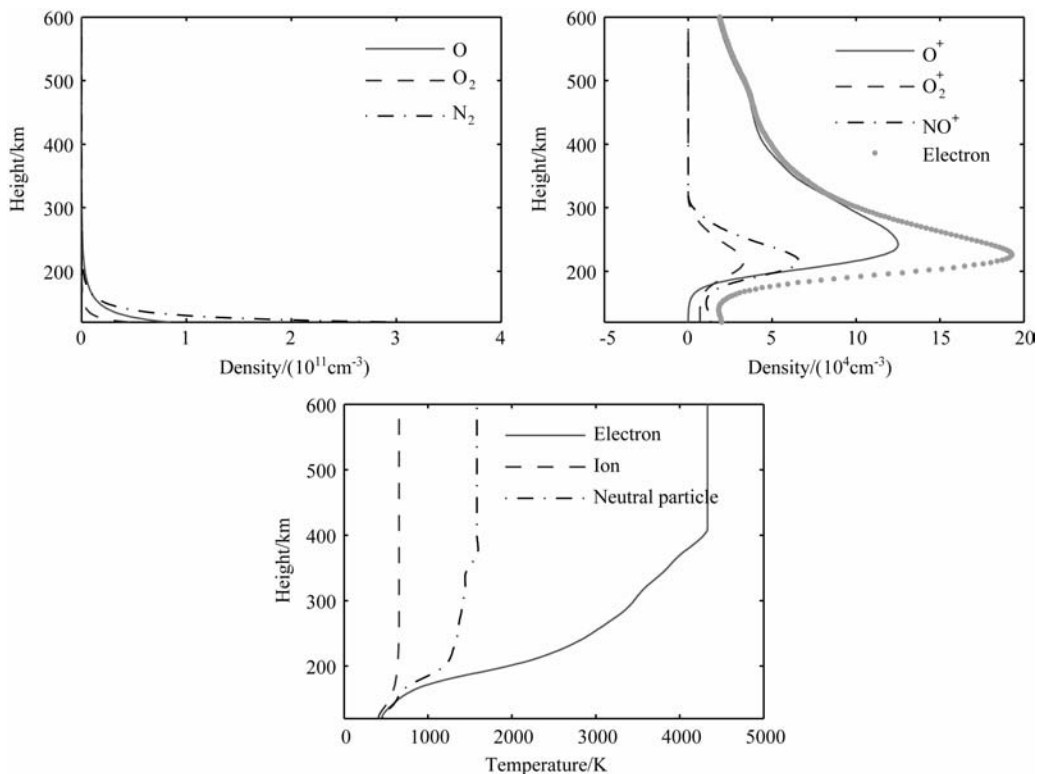 600
500
400
300
200
0
1
2
3
4
Height/km
Density/(10¹¹cm⁻³)
O
O₂
N₂
600
500
400
300
200
-5
0
5
10
15
20
Height/km
Density/(10⁴cm⁻³)
O⁺
O₂⁺
NO⁺
Electron
600
500
400
300
200
0
1000
2000
3000
4000
5000
Height/km
Temperature/K
Electron
Ion
Neutral particle